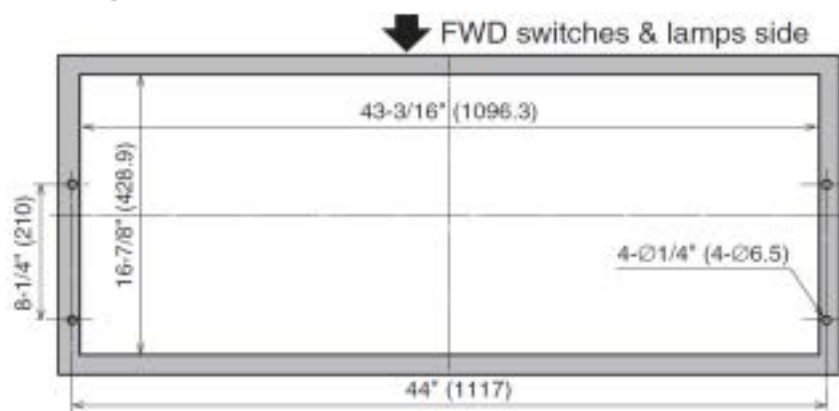 FWD switches & lamps side
43-3/16" (1096.3)
16-7/8" (428.9)
8-1/4" (210)
4-Ø1/4" (4-Ø6.5)
44" (1117)